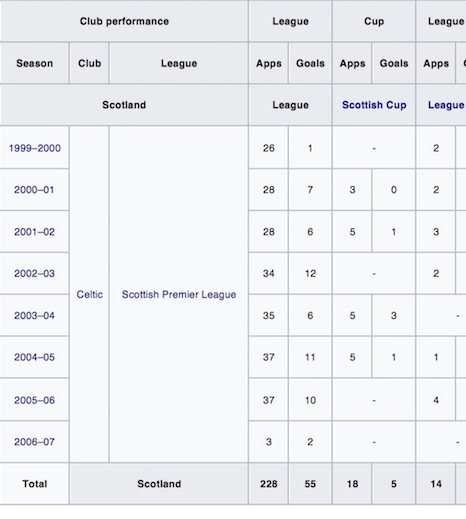 Club performance League Cup League
Season Club League Apps Goals Apps Goals Apps
Scotland League Scottish Cup League
1999–2000 26 1 - 2
2000–01 28 7 3 0 2
2001–02 28 6 5 1 3
2002–03 34 12 - 2
Celtic Scottish Premier League
2003–04 35 6 5 3 -
2004–05 37 11 5 1 1
2005–06 37 10 - 4
2006–07 3 2 - -
Total Scotland 228 55 18 5 14